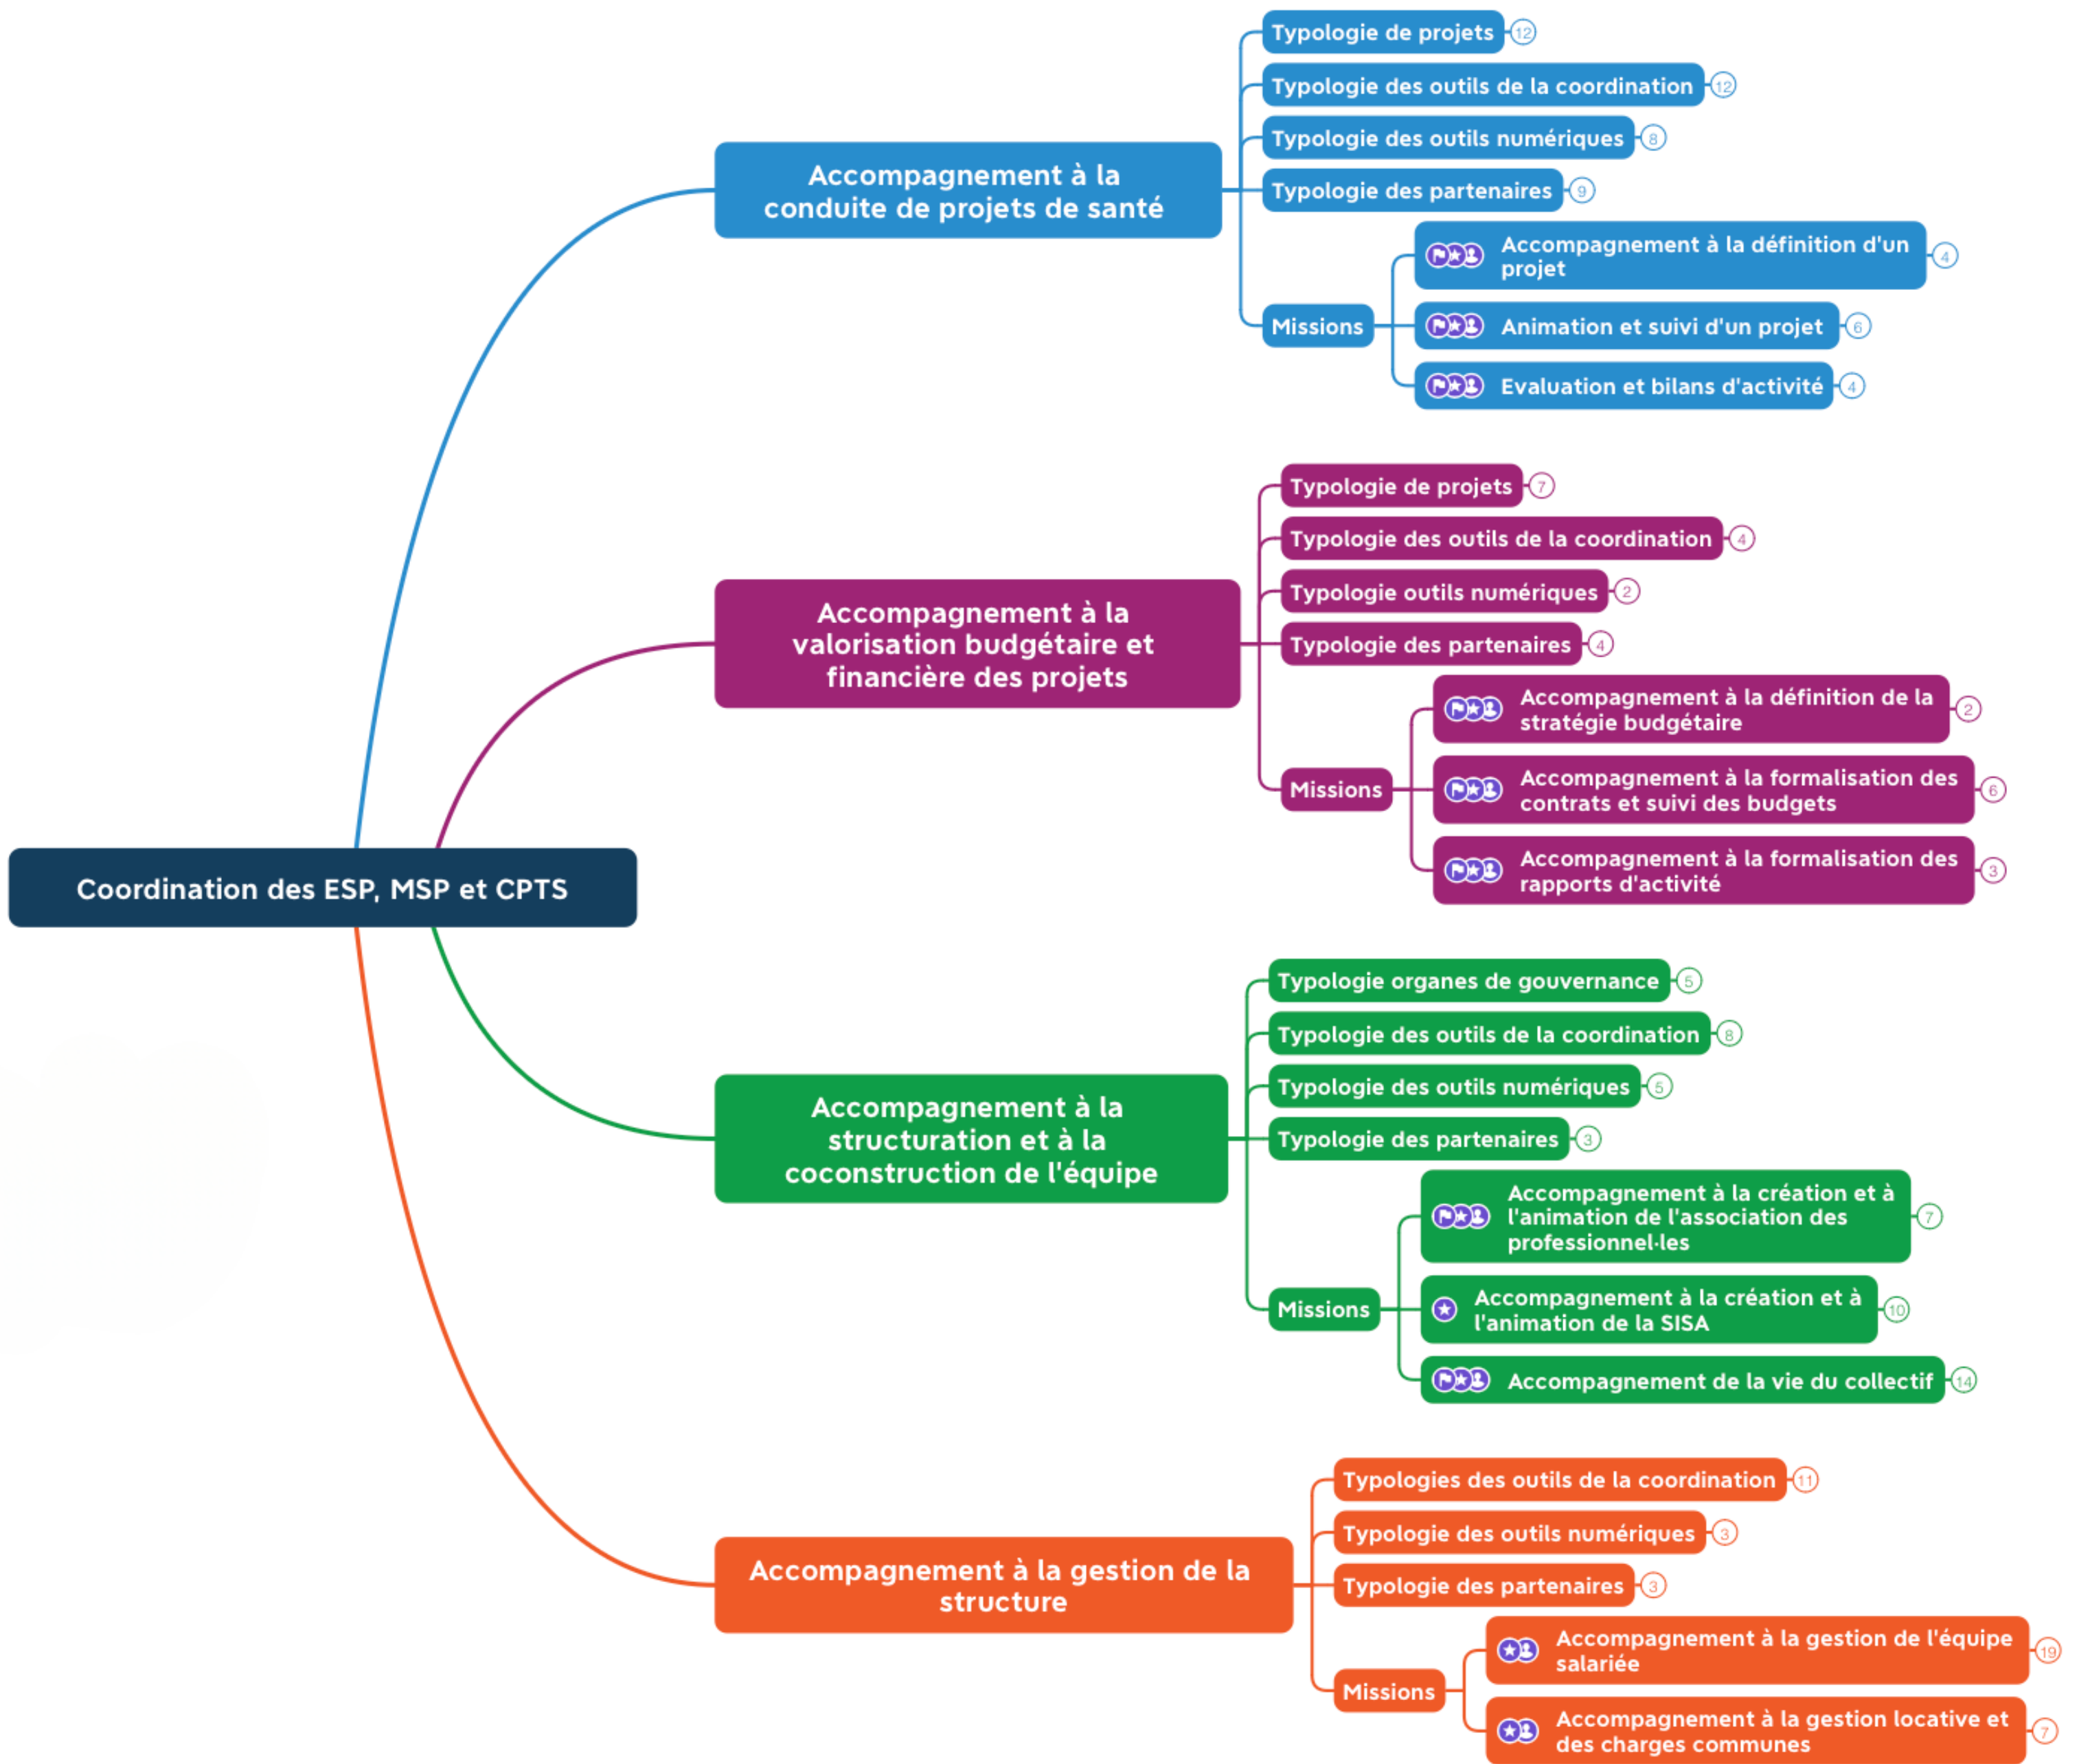 Coordination des ESP, MSP et CPTS
Accompagnement à la
conduite de projets de santé
Typologie de projets 12
Typologie des outils de la coordination 12
Typologie des outils numériques 8
Typologie des partenaires 9
Missions
Accompagnement à la définition d'un
projet 4
Animation et suivi d'un projet 6
Evaluation et bilans d'activité 4
Accompagnement à la
valorisation budgétaire et
financière des projets
Typologie de projets 7
Typologie des outils de la coordination 4
Typologie outils numériques 2
Typologie des partenaires 4
Missions
Accompagnement à la définition de la
stratégie budgétaire 2
Accompagnement à la formalisation des
contrats et suivi des budgets 6
Accompagnement à la formalisation des
rapports d'activité 3
Accompagnement à la
structuration et à la
coconstruction de l'équipe
Typologie organes de gouvernance 5
Typologie des outils de la coordination 8
Typologie des outils numériques 5
Typologie des partenaires 3
Missions
Accompagnement à la création et à
l'animation de l'association des
professionnel·les 7
Accompagnement à la création et à
l'animation de la SISA 10
Accompagnement de la vie du collectif 14
Accompagnement à la gestion de la
structure
Typologies des outils de la coordination 11
Typologie des outils numériques 3
Typologie des partenaires 3
Missions
Accompagnement à la gestion de l'équipe
salariée 19
Accompagnement à la gestion locative et
des charges communes 7